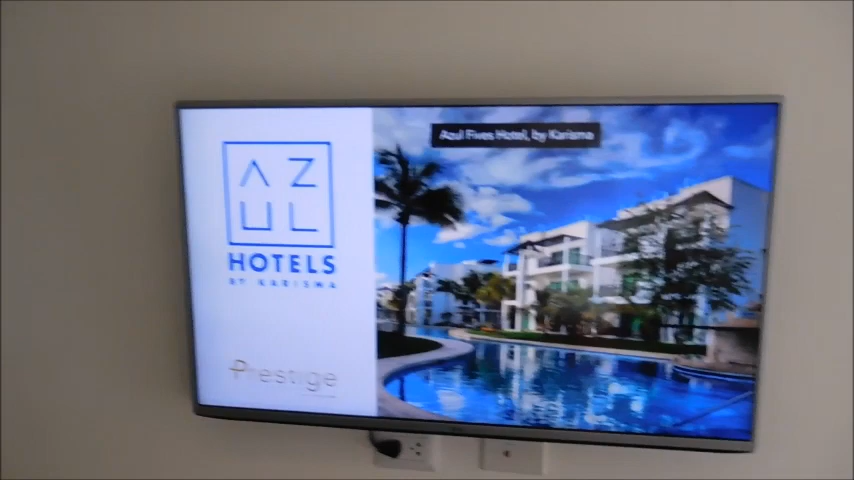 AZ
UL
HOTELS
BY KARISMA
Prestige
Azul Fives Hotel, by Karisma